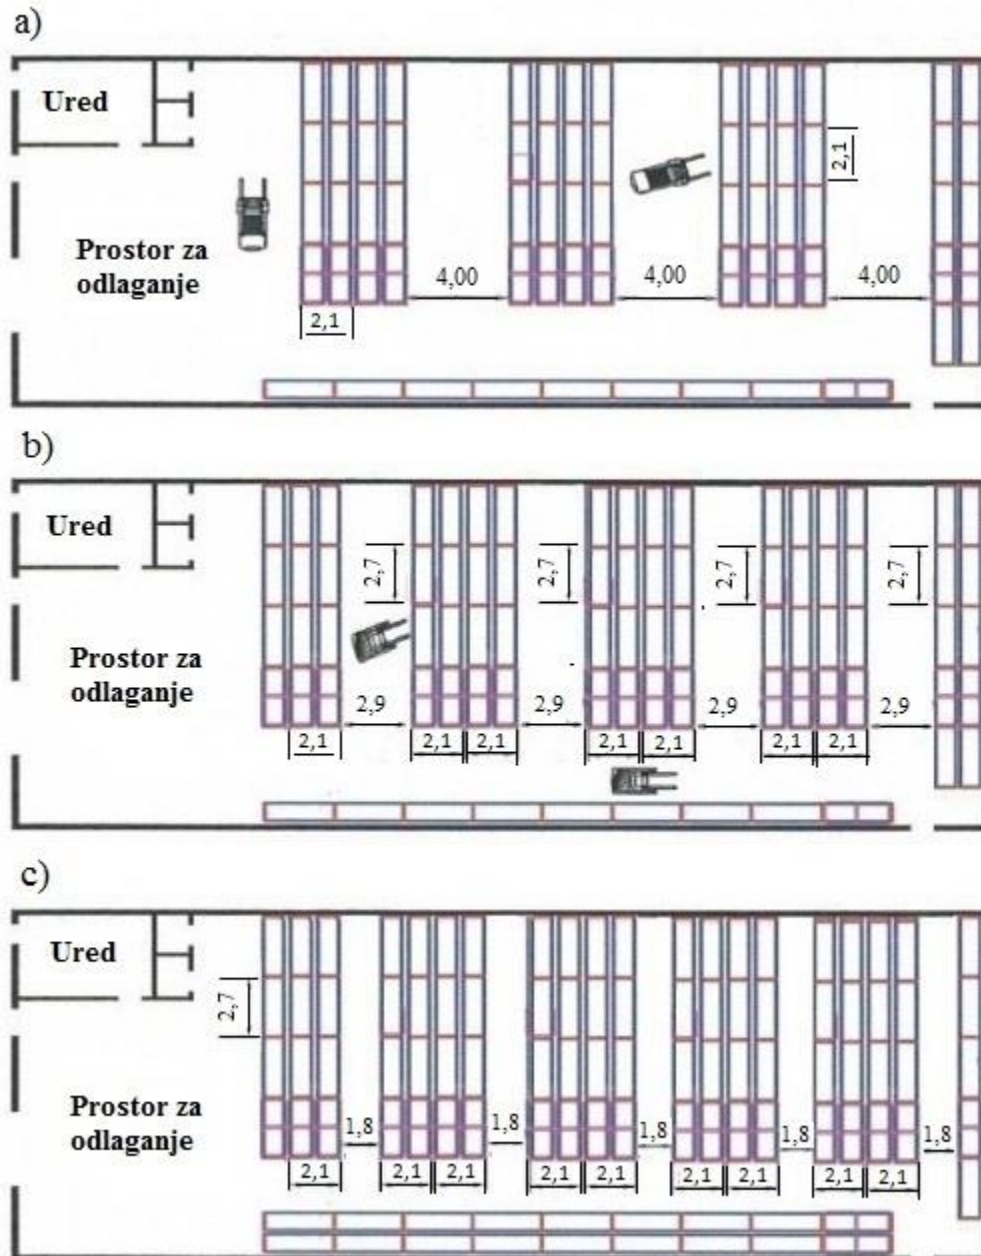 a)
Ured
2,1
Prostor za
odlaganje
4,00
4,00
4,00
2,1
b)
Ured
2,7
2,7
2,7
2,7
Prostor za
odlaganje
2,9
2,9
2,9
2,9
2,1
2,1
2,1
2,1
2,1
2,1
2,1
c)
Ured
2,7
Prostor za
odlaganje
1,8
1,8
1,8
1,8
1,8
2,1
2,1
2,1
2,1
2,1
2,1
2,1
2,1
2,1